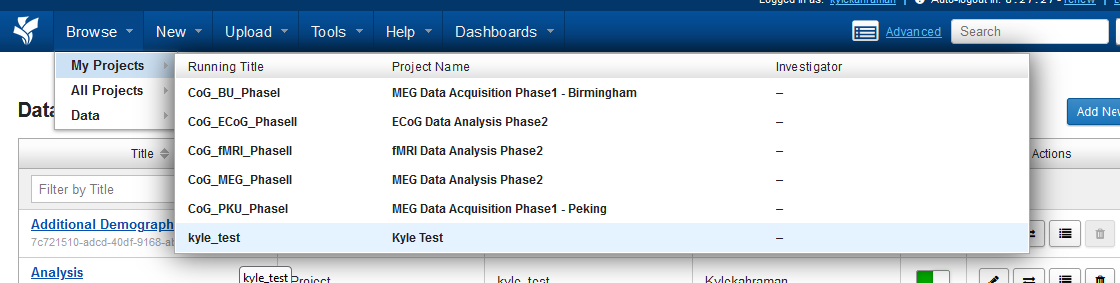 Logged in as: kylekahraman | Auto-logout in: 0:27:27 - renew |
Browse New Upload Tools Help Dashboards Advanced Search
My Projects
All Projects
Data
Running Title Project Name Investigator
CoG_BU_PhaseI MEG Data Acquisition Phase1 - Birmingham --
CoG_ECoG_PhaseII ECoG Data Analysis Phase2 --
CoG_fMRI_PhaseII fMRI Data Analysis Phase2 --
CoG_MEG_PhaseII MEG Data Analysis Phase2 --
CoG_PKU_PhaseI MEG Data Acquisition Phase1 - Peking --
kyle_test Kyle Test --
Data
Add New
Title Actions
Filter by Title
Additional Demograph
7c721510-adcd-40df-9168-ab
Analysis Project kyle_test Kylekahraman
kyle_test